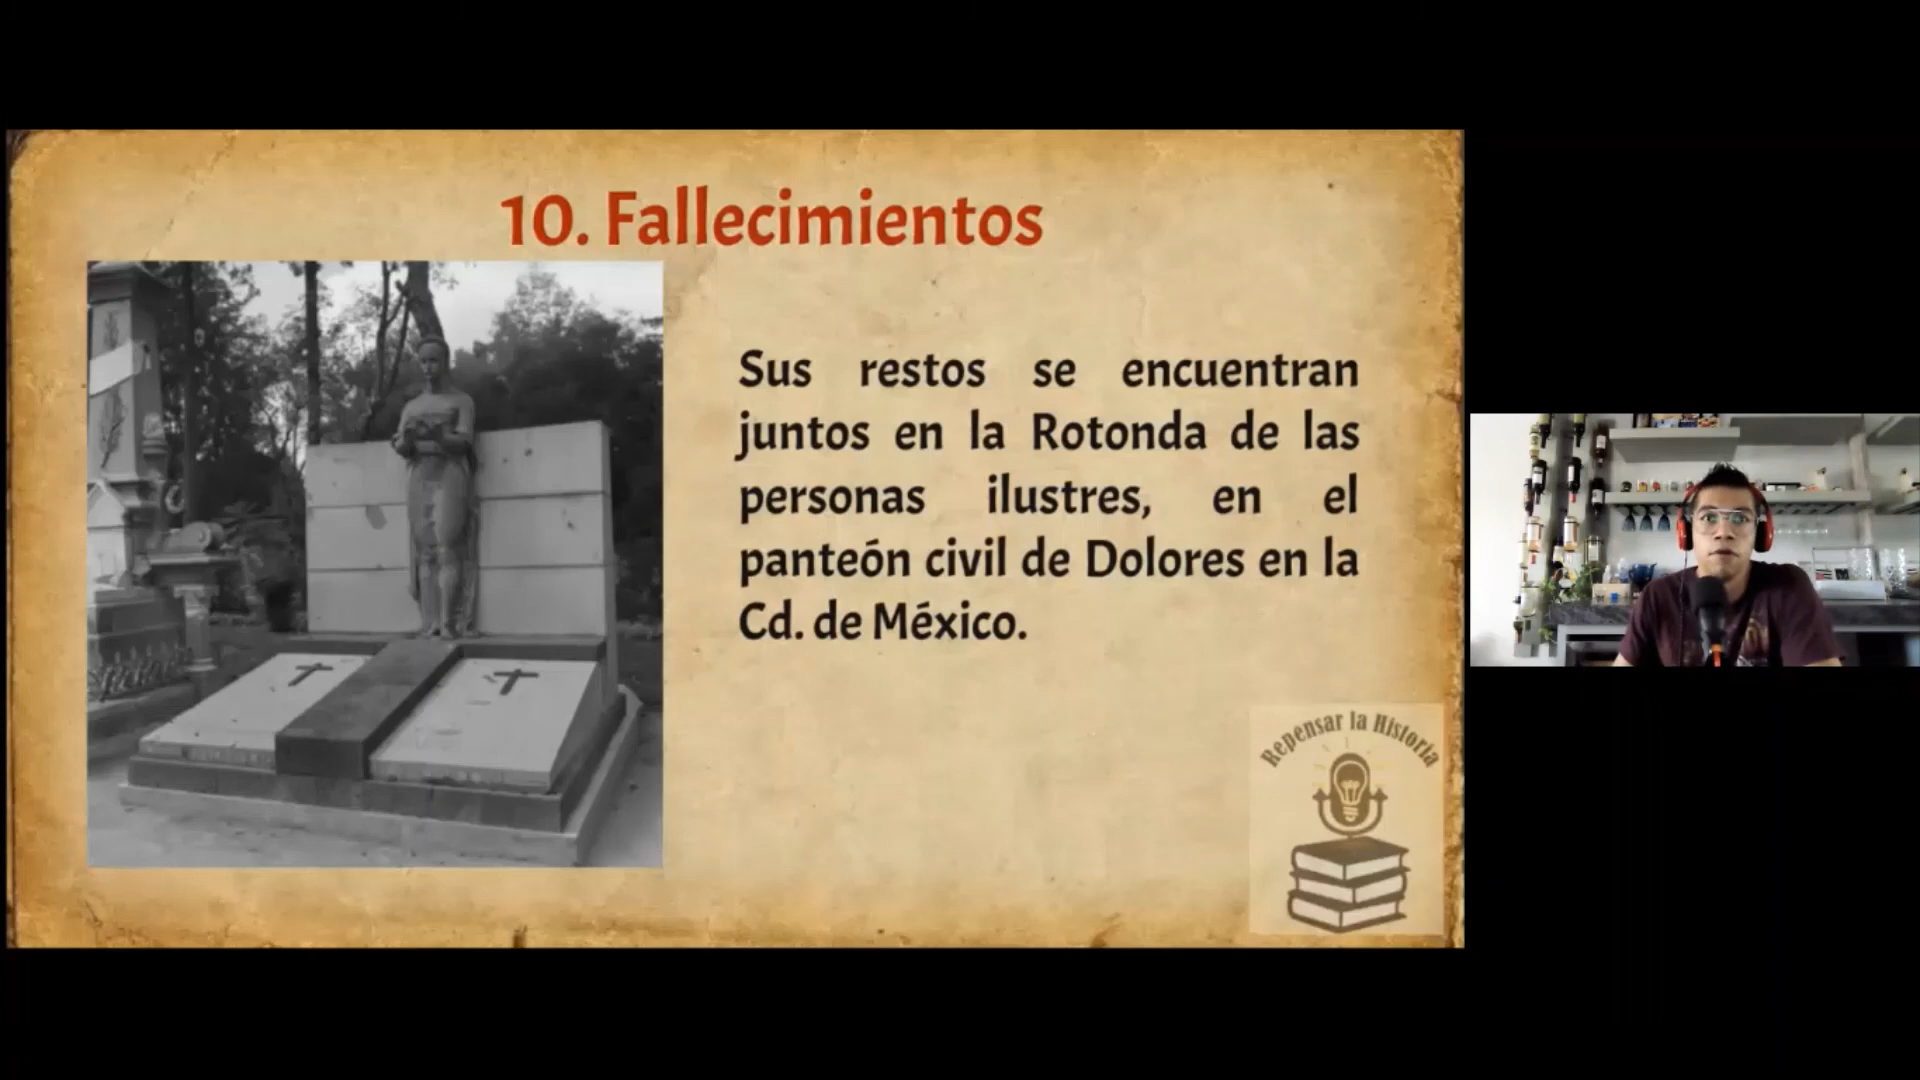 10. Fallecimientos
Sus restos se encuentran
juntos en la Rotonda de las
personas ilustres, en el
panteón civil de Dolores en la
Cd. de México.
Repensar la Historia